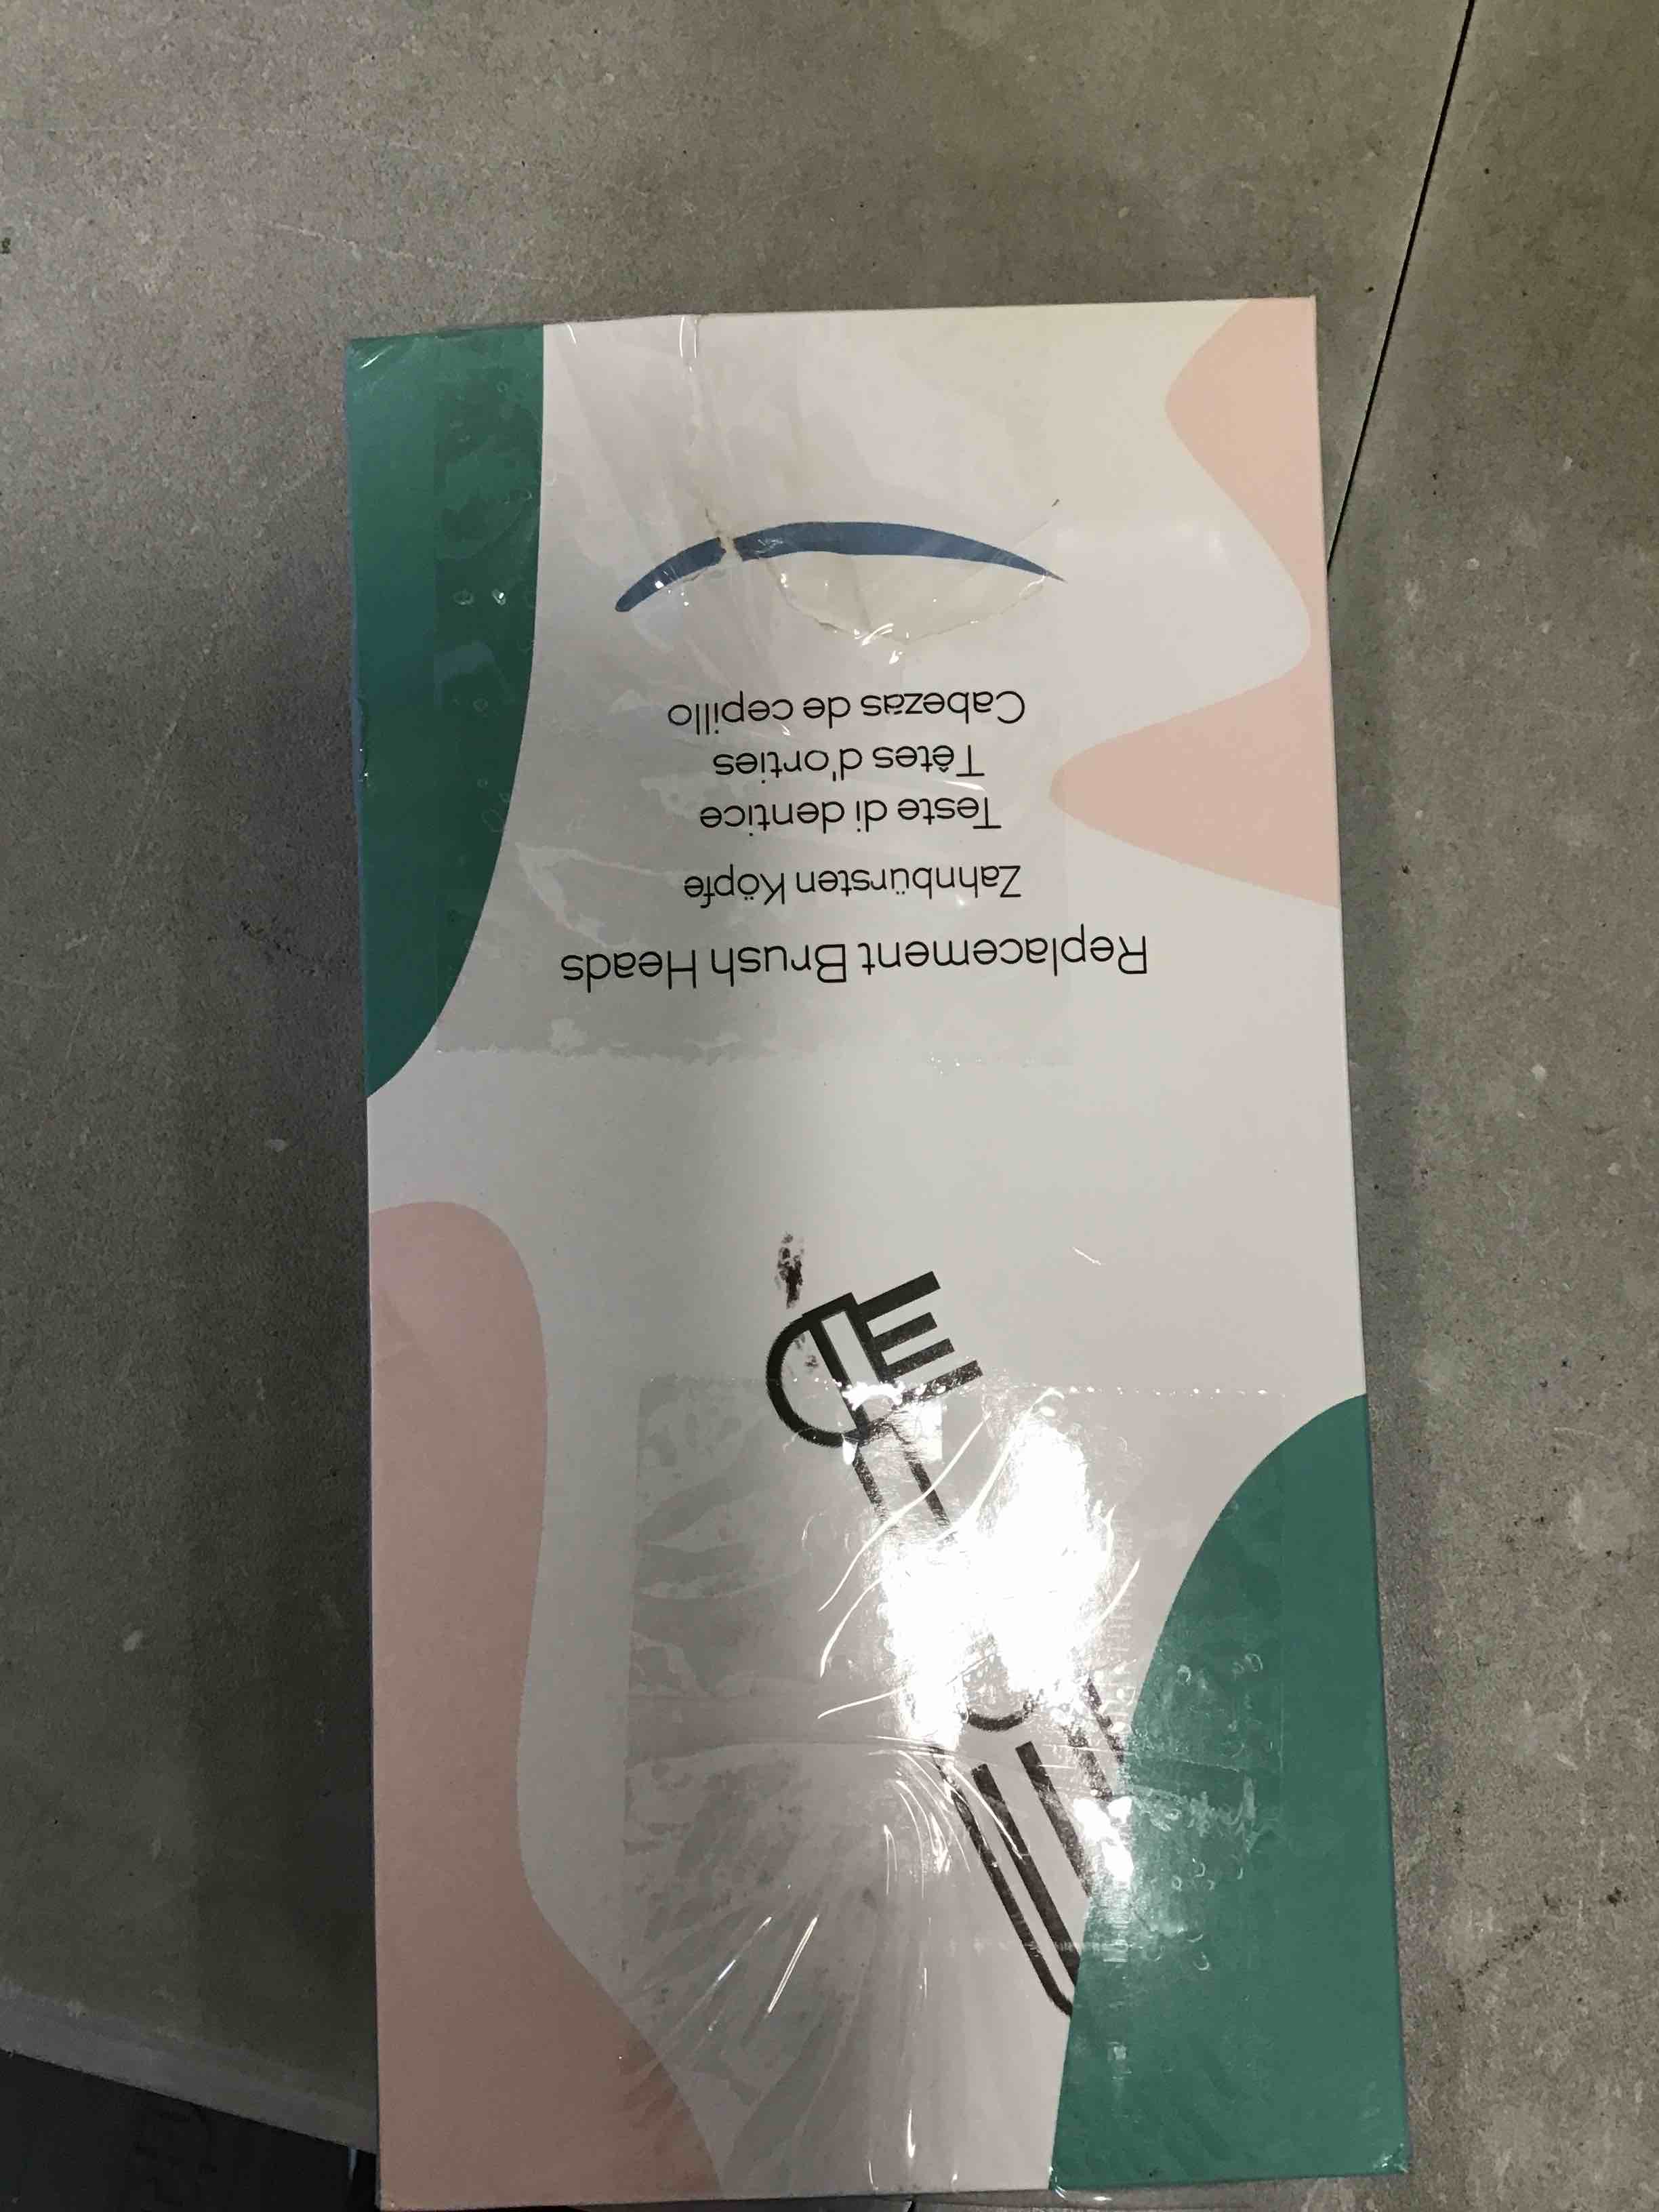 Replacement Brush Heads
Zahnbürsten Köpfe
Teste di dentice
Têtes d'orties
Cabezas de cepillo